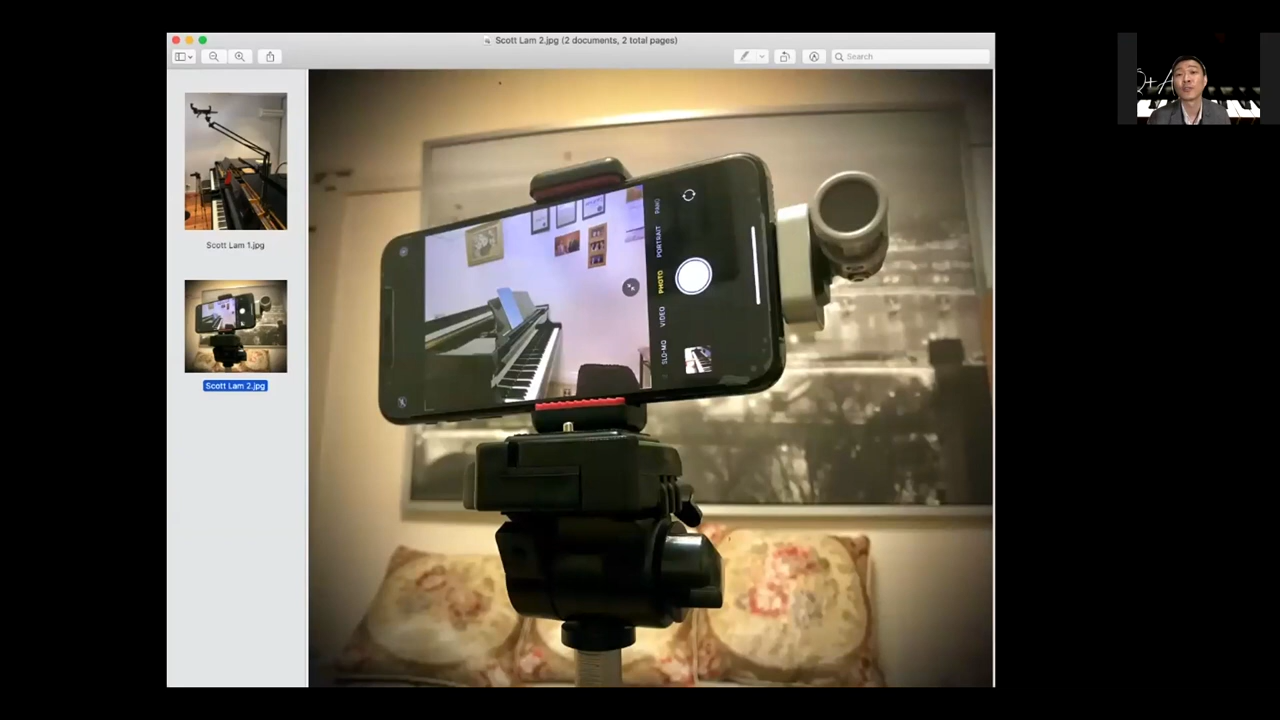 Scott Lam 2.jpg (2 documents, 2 total pages)
Search
Scott Lam 1.jpg
Scott Lam 2.jpg
PANO
PORTRAIT
PHOTO
VIDEO
SLO-MO
Q+A